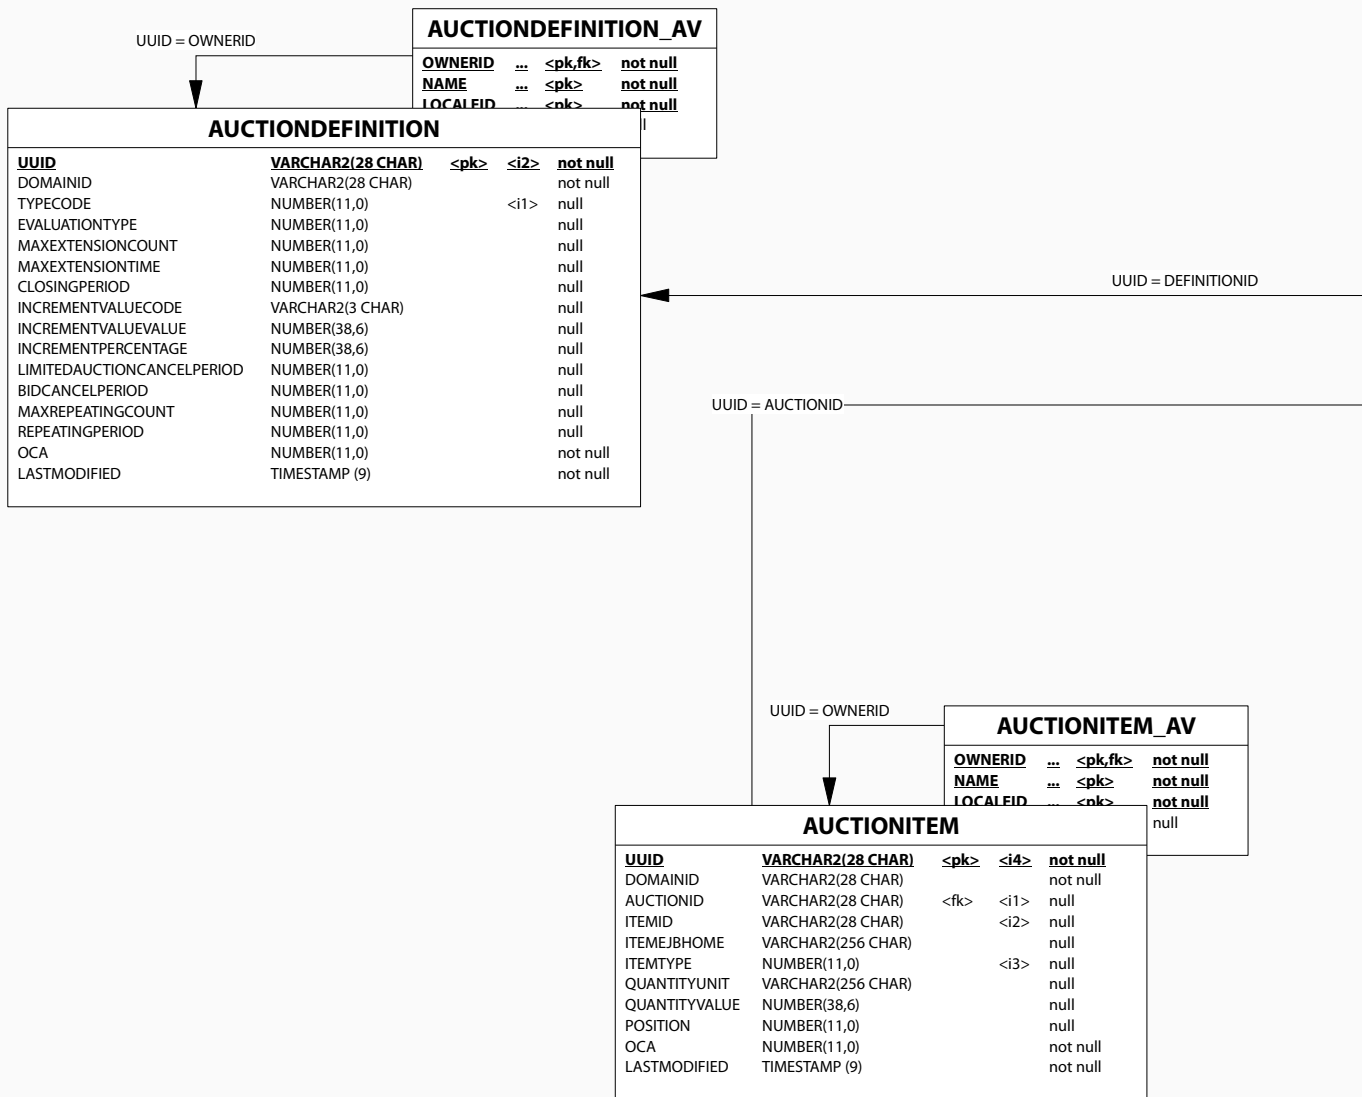 AUCTIONDEFINITION_AV
UUID = OWNERID
OWNERID ... <pk,fk> not null
NAME ... <pk> not null
LOCALEID ... <pk> not null
AUCTIONDEFINITION
UUID VARCHAR2(28 CHAR) <pk> <i2> not null
DOMAINID VARCHAR2(28 CHAR) not null
TYPECODE NUMBER(11,0) <i1> null
EVALUATIONTYPE NUMBER(11,0) null
MAXEXTENSIONCOUNT NUMBER(11,0) null
MAXEXTENSIONTIME NUMBER(11,0) null
CLOSINGPERIOD NUMBER(11,0) null
INCREMENTVALUECODE VARCHAR2(3 CHAR) null
INCREMENTVALUEVALUE NUMBER(38,6) null
INCREMENTPERCENTAGE NUMBER(38,6) null
LIMITEDAUCTIONCANCELPERIOD NUMBER(11,0) null
BIDCANCELPERIOD NUMBER(11,0) null
MAXREPEATINGCOUNT NUMBER(11,0) null
REPEATINGPERIOD NUMBER(11,0) null
OCA NUMBER(11,0) not null
LASTMODIFIED TIMESTAMP (9) not null
UUID = DEFINITIONID
UUID = AUCTIONID
UUID = OWNERID
AUCTIONITEM_AV
OWNERID ... <pk,fk> not null
NAME ... <pk> not null
LOCALEID ... <pk> not null
null
AUCTIONITEM
UUID VARCHAR2(28 CHAR) <pk> <i4> not null
DOMAINID VARCHAR2(28 CHAR) not null
AUCTIONID VARCHAR2(28 CHAR) <fk> <i1> null
ITEMID VARCHAR2(28 CHAR) <i2> null
ITEMEJBHOME VARCHAR2(256 CHAR) null
ITEMTYPE NUMBER(11,0) <i3> null
QUANTITYUNIT VARCHAR2(256 CHAR) null
QUANTITYVALUE NUMBER(38,6) null
POSITION NUMBER(11,0) null
OCA NUMBER(11,0) not null
LASTMODIFIED TIMESTAMP (9) not null